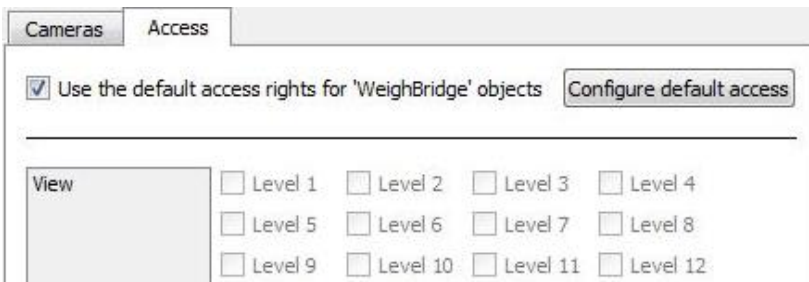 Cameras Access
Use the default access rights for 'WeighBridge' objects Configure default access
View Level 1 Level 2 Level 3 Level 4
Level 5 Level 6 Level 7 Level 8
Level 9 Level 10 Level 11 Level 12